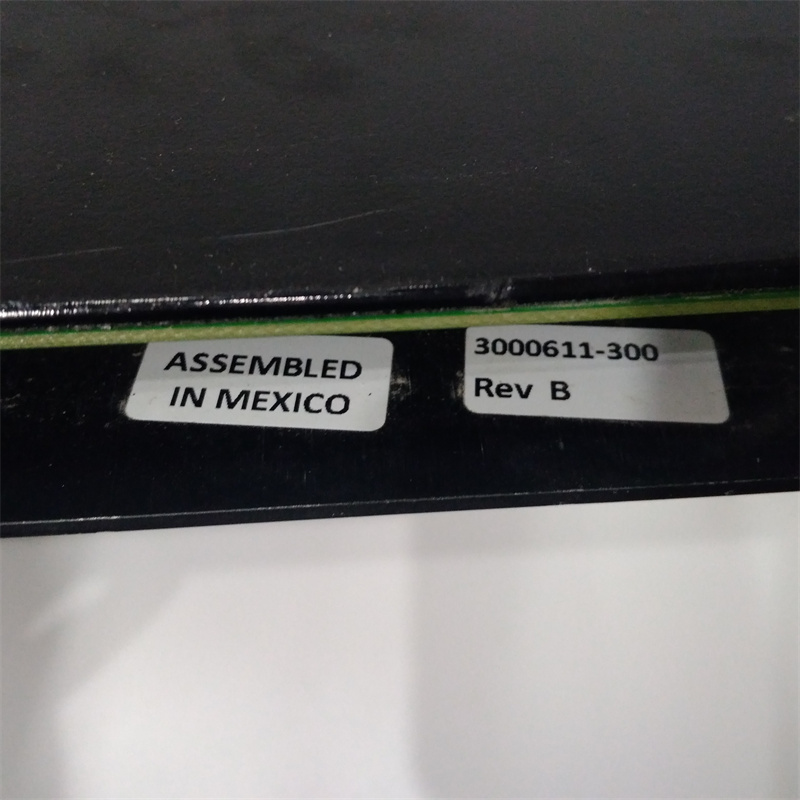 ASSEMBLED
IN MEXICO
3000611-300
Rev B